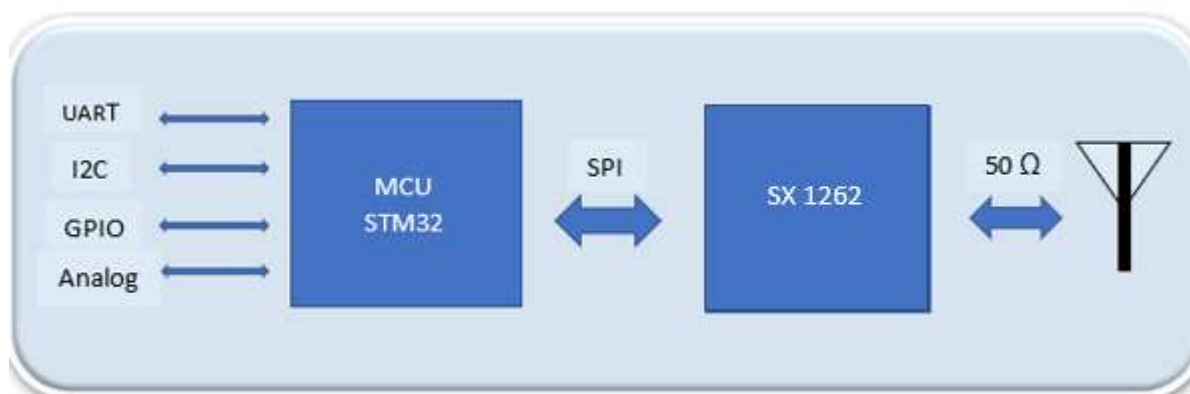 UART
I2C
GPIO
Analog
MCU
STM32
SPI
SX 1262
50 Ω